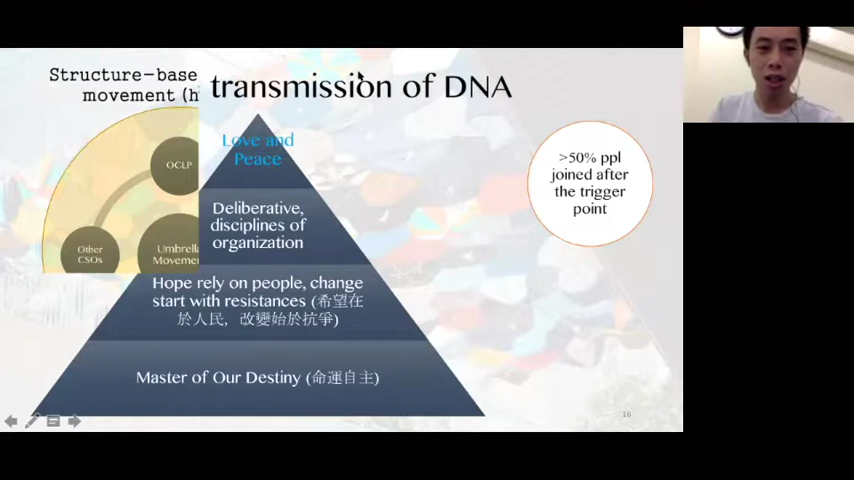 Structure-base
movement (h
transmission of DNA
OCLP
Other
CSOs
Umbrella
Movemen
Love and
Peace
Deliberative,
disciplines of
organization
Hope rely on people, change
start with resistances (希望在
於人民, 改變始於抗爭)
Master of Our Destiny (命運自主)
>50% ppl
joined after
the trigger
point
16